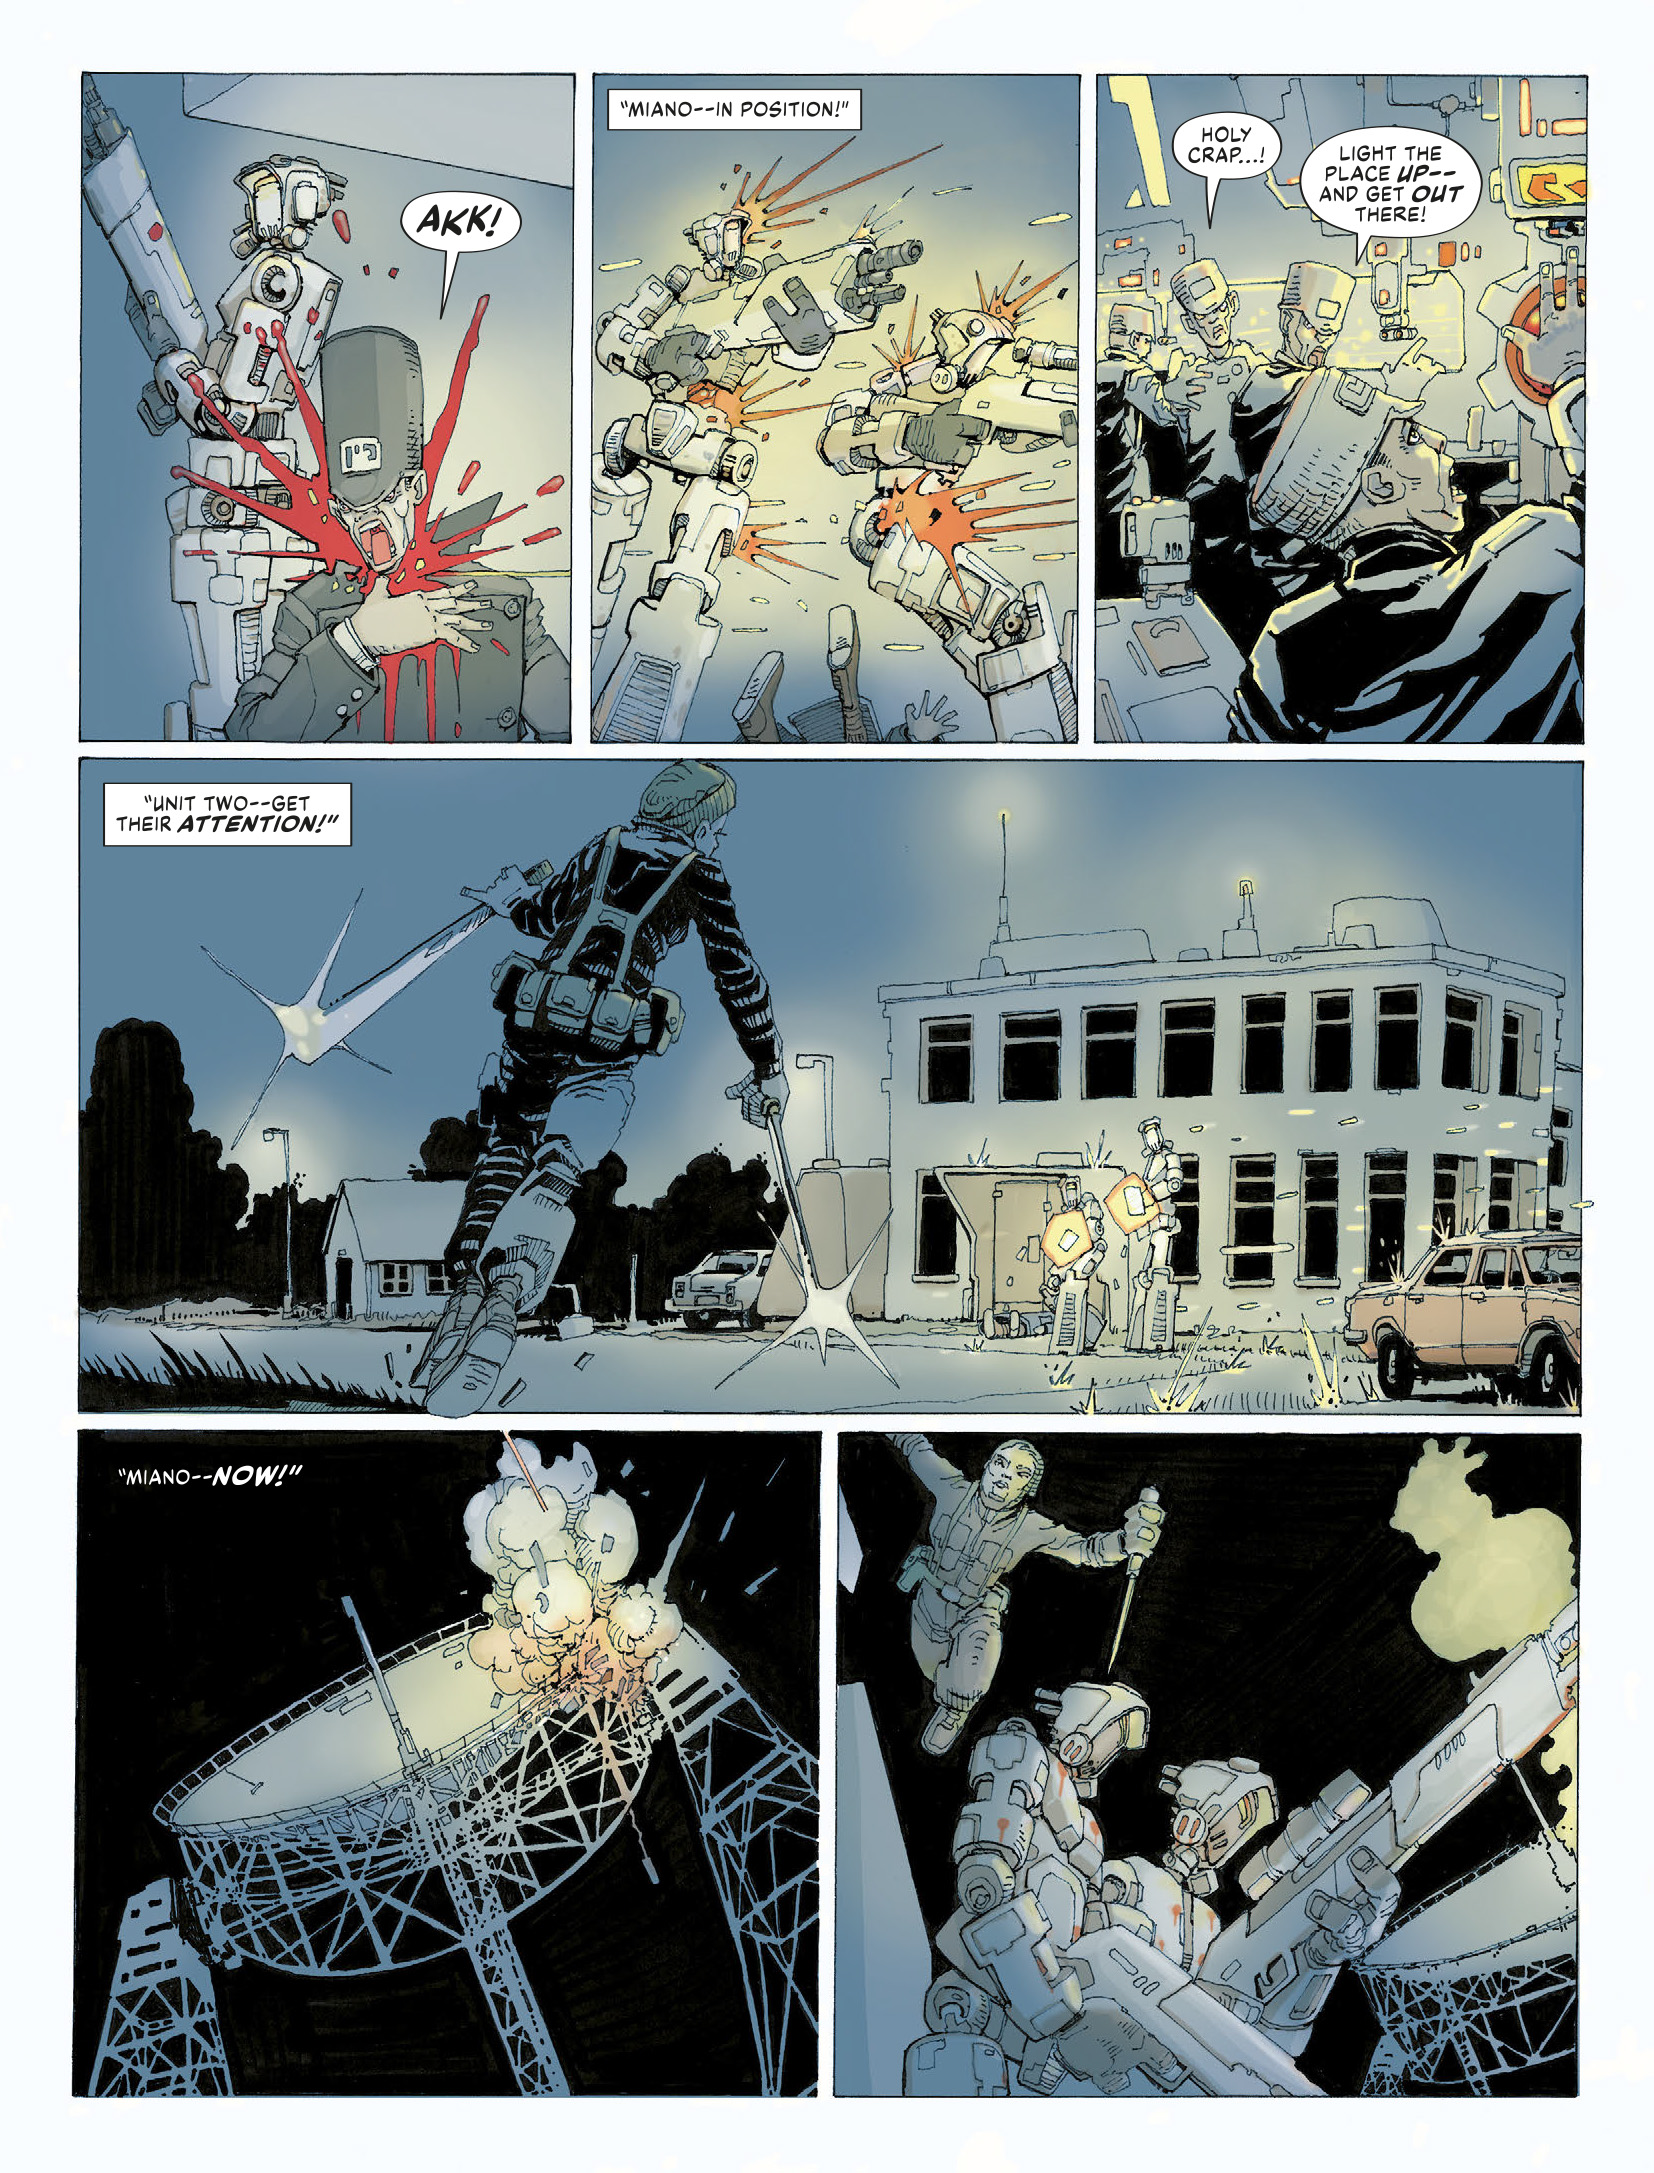 AKK!
"MIANO--IN POSITION!"
HOLY
CRAP...!
LIGHT THE
PLACE UP--
AND GET OUT
THERE!
"UNIT TWO--GET
THEIR ATTENTION!"
"MIANO--NOW!"